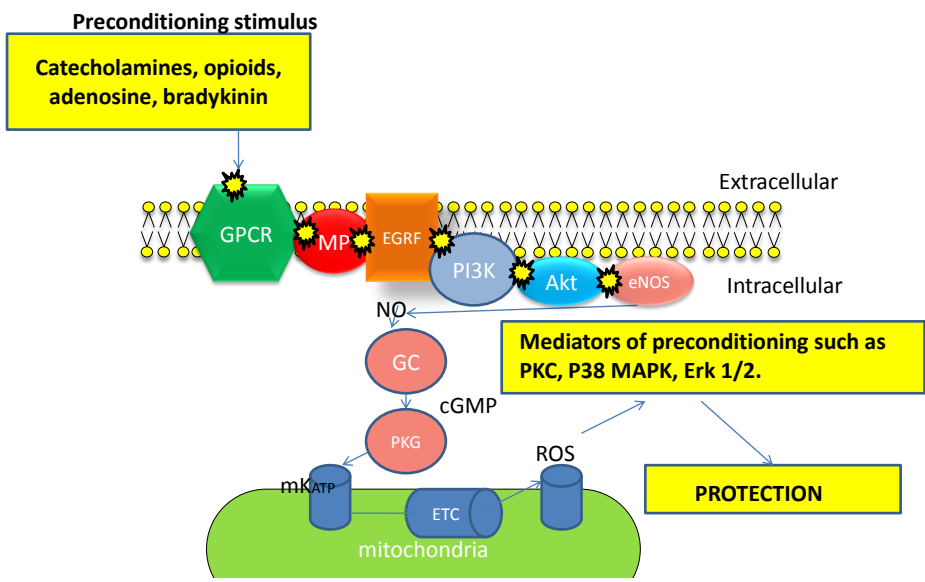 Preconditioning stimulus
Catecholamines, opioids,
adenosine, bradykinin
Extracellular
GPCR
MP
EGRF
PI3K
Akt
eNOS
Intracellular
NO
GC
Mediators of preconditioning such as
PKC, P38 MAPK, Erk 1/2.
cGMP
PKG
ROS
mKATP
ETC
PROTECTION
mitochondria